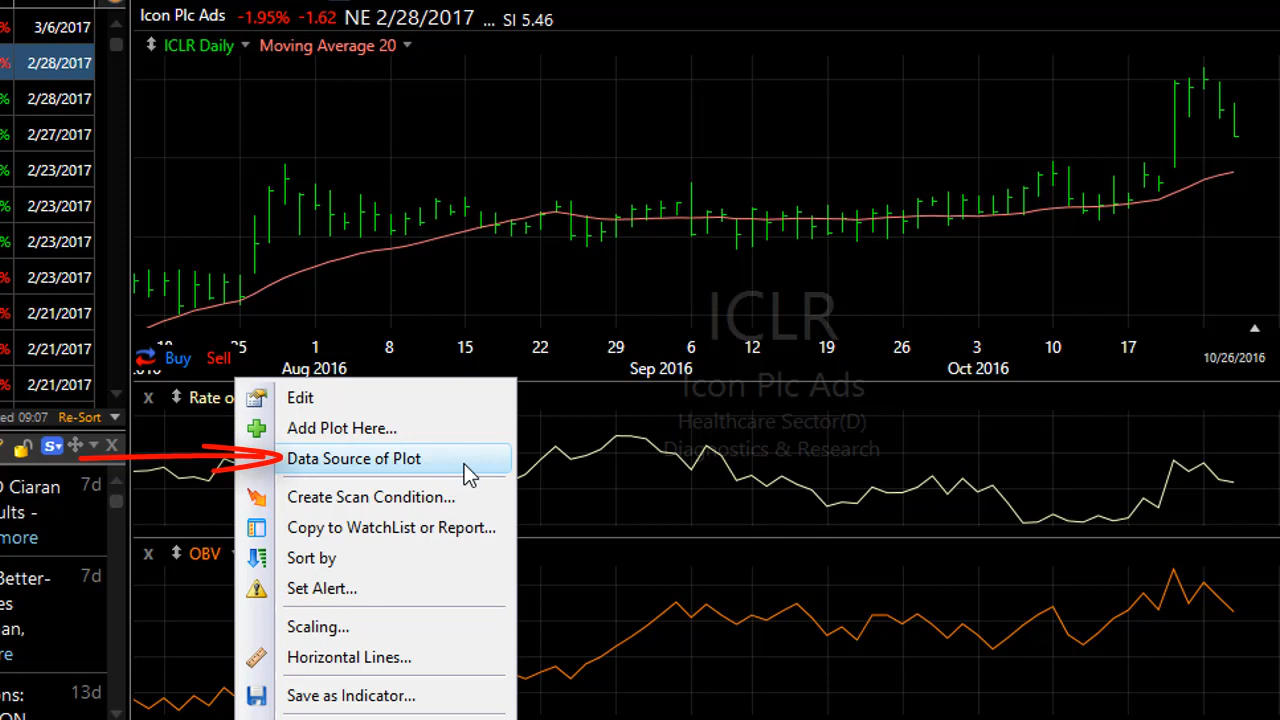 Icon Plc Ads -1.95% -1.62 NE 2/28/2017 ... SI 5.46
ICLR Daily Moving Average 20
% 3/6/2017
% 2/28/2017
% 2/28/2017
% 2/27/2017
% 2/23/2017
% 2/23/2017
% 2/23/2017
% 2/23/2017
% 2/21/2017
% 2/21/2017
% 2/21/2017
ed 09:07 Re-Sort
S
ICLR
Icon Plc Ads
Healthcare Sector(D)
Diagnostics & Research
1 8 15 22 29 6 12 19 26 3 10 17
Aug 2016 Sep 2016 Oct 2016 10/26/2016
Buy Sell
X Rate o
Edit
Add Plot Here...
Data Source of Plot
Create Scan Condition...
Copy to WatchList or Report...
Sort by
Set Alert...
Scaling...
Horizontal Lines...
Save as Indicator...
X OBV
Ciaran 7d
ults -
more
Better- 7d
es
an,
re
ons: 13d